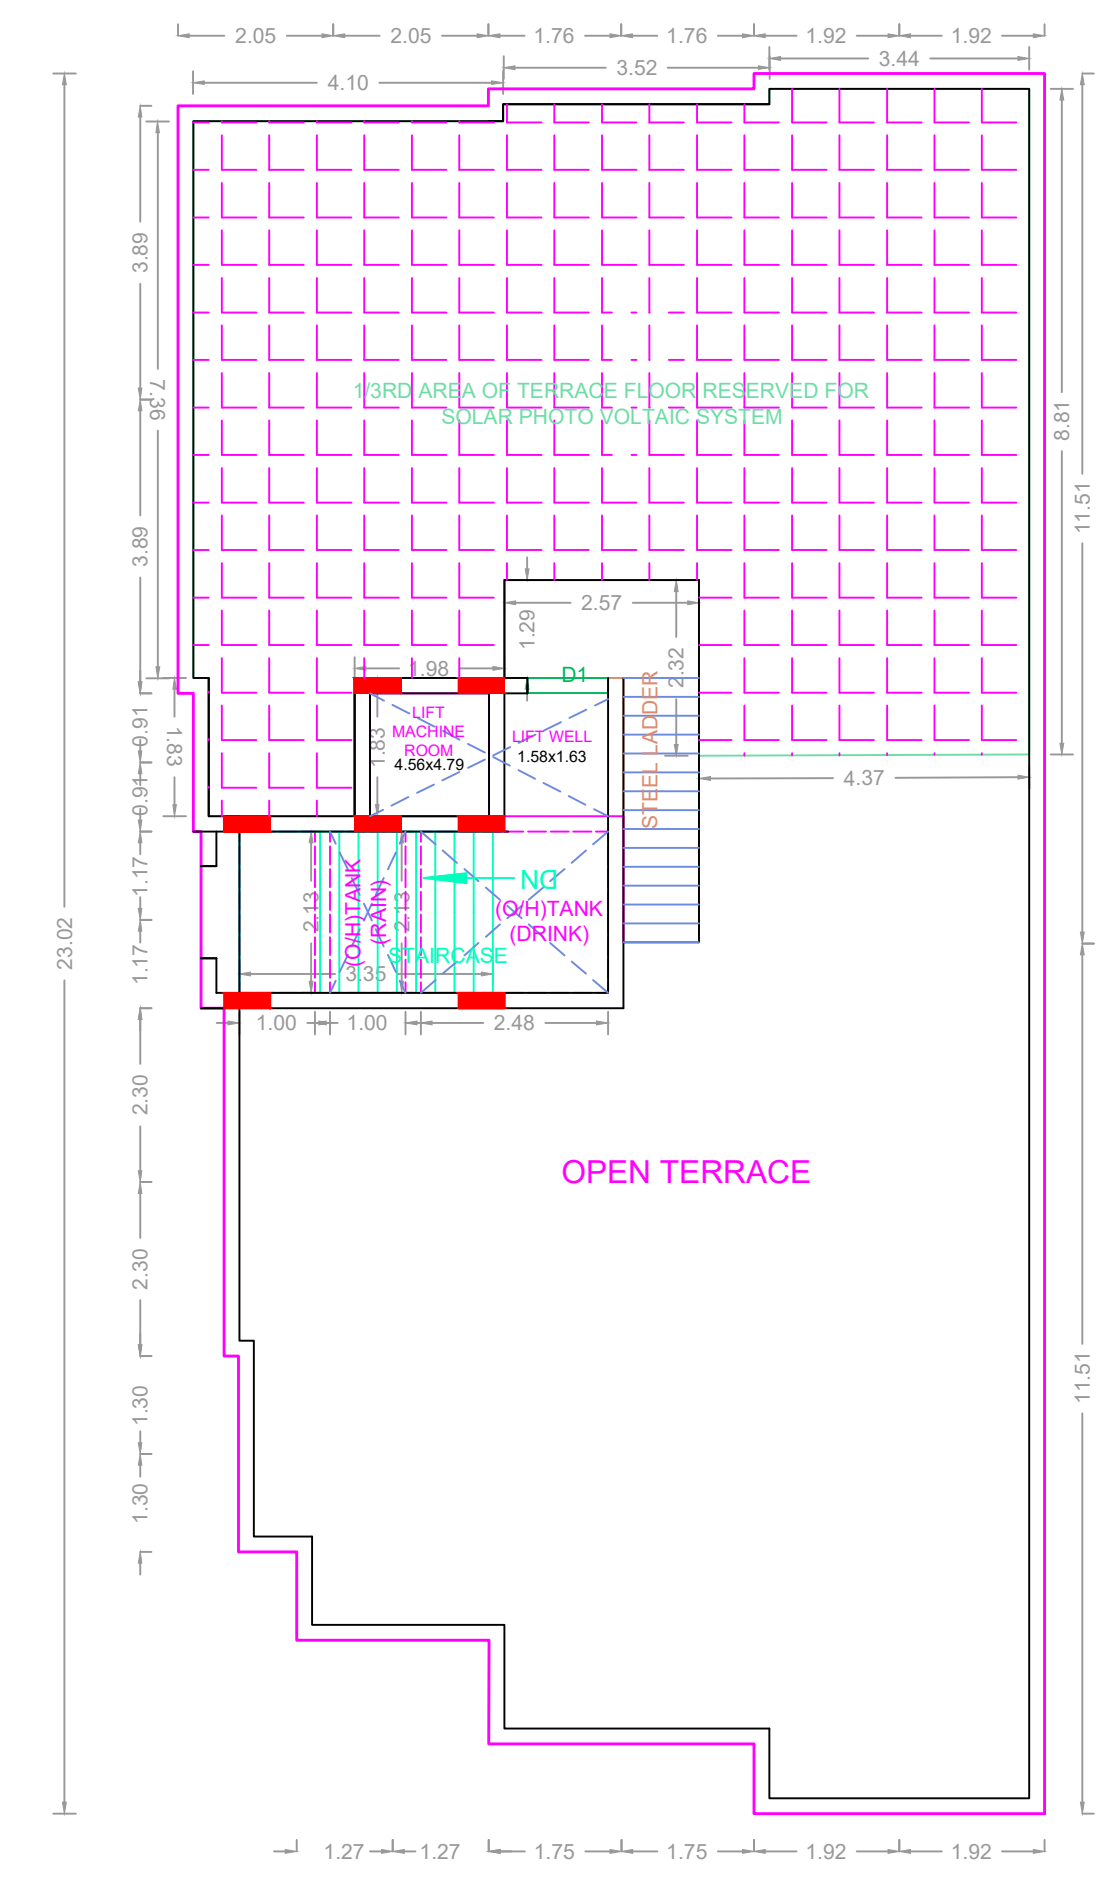 2.05
2.05
1.76
1.76
1.92
1.92
3.52
3.44
4.10
3.89
7.36
8.81
11.51
1/3RD AREA OF TERRACE FLOOR RESERVED FOR
SOLAR PHOTO VOLTAIC SYSTEM
3.89
2.57
1.29
2.32
1.98
D1
STEEL LADDER
0.91
1.83
LIFT
MACHINE
ROOM
4.56x4.79
1.83
LIFT WELL
1.58x1.63
4.37
0.91
1.17
2.13
(O/H)TANK
(RAIN)
2.13
DN
(O/H)TANK
(DRINK)
STAIRCASE
3.35
1.17
23.02
1.00
1.00
2.48
2.30
OPEN TERRACE
2.30
11.51
1.30
1.30
1.27
1.27
1.75
1.75
1.92
1.92